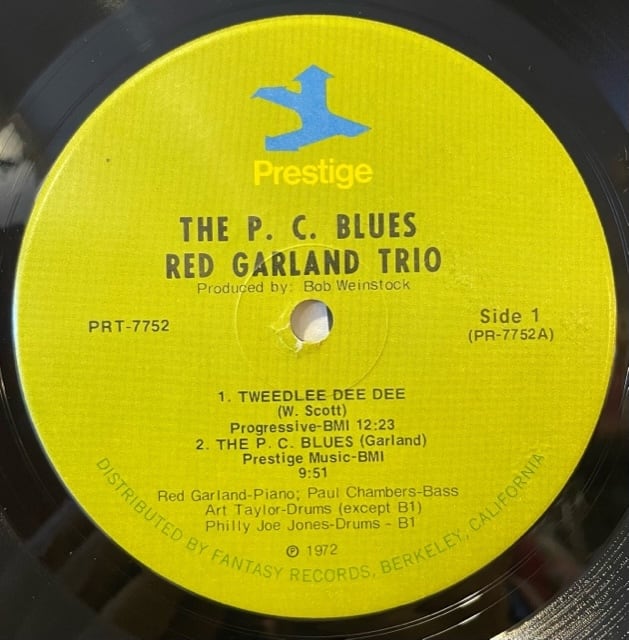 Prestige
THE P. C. BLUES
RED GARLAND TRIO
Produced by: Bob Weinstock
PRT-7752
Side 1
(PR-7752A)
1. TWEEDLEE DEE DEE
(W. Scott)
Progressive-BMI 12:23
2. THE P. C. BLUES (Garland)
Prestige Music-BMI
9:51
Red Garland-Piano; Paul Chambers-Bass
Art Taylor-Drums (except B1)
Philly Joe Jones-Drums - B1
℗ 1972
DISTRIBUTED BY FANTASY RECORDS, BERKELEY, CALIFORNIA